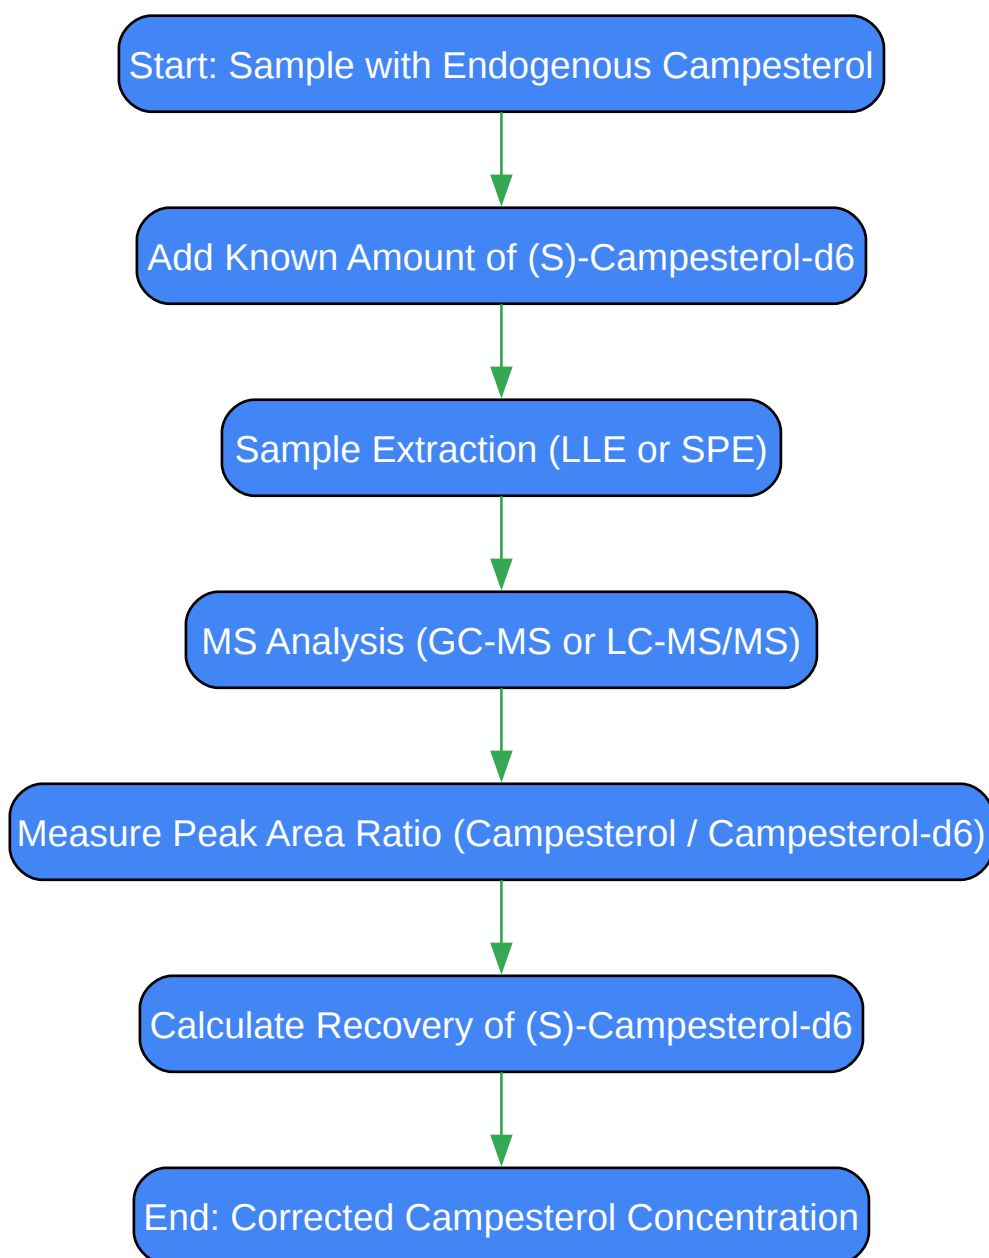 Start: Sample with Endogenous Campesterol
Add Known Amount of (S)-Campesterol-d6
Sample Extraction (LLE or SPE)
MS Analysis (GC-MS or LC-MS/MS)
Measure Peak Area Ratio (Campesterol / Campesterol-d6)
Calculate Recovery of (S)-Campesterol-d6
End: Corrected Campesterol Concentration